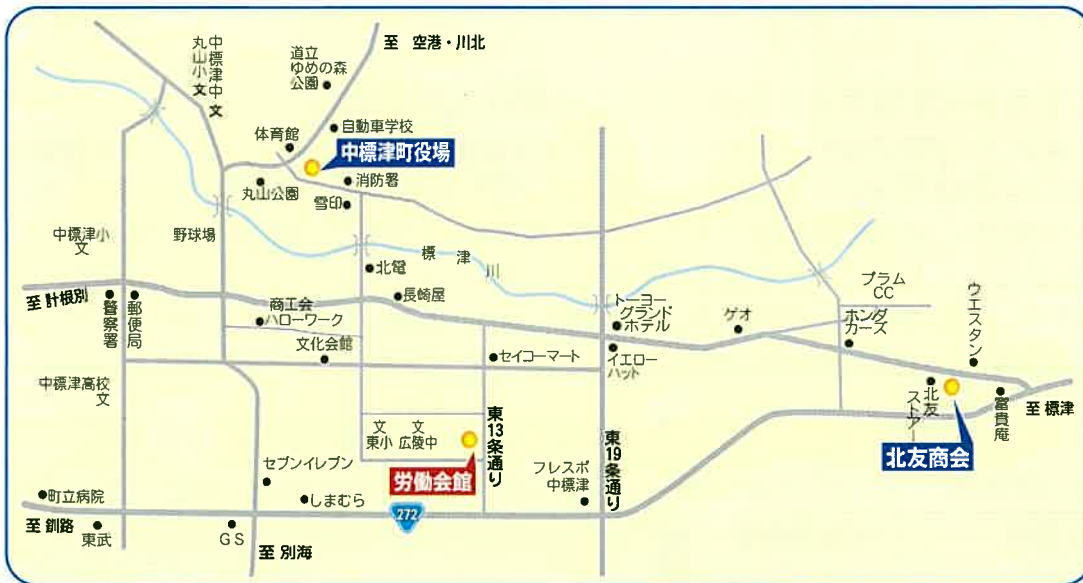 至 空港・川北
中標津中 文
丸山小 文
道立
ゆめの森
公園
自動車学校
体育館
中標津町役場
丸山公園
消防署
雪印
中標津小
文
野球場
標津川
北電
長崎屋
至 計根別
警察署
郵便局
商工会
ハローワーク
文化会館
セイコーマート
トーヨー
グランド
ホテル
イエロー
ハット
ゲオ
プラム
CC
ホンダ
カーズ
ウエスタン
北友
ストアー
富貴庵
至 標津
北友商会
中標津高校
文
文 文
東小 広陵中
労働会館
東13条通り
東19条通り
セブンイレブン
しまむら
フレスポ
中標津
町立病院
至 釧路
東武
GS
至 別海
272